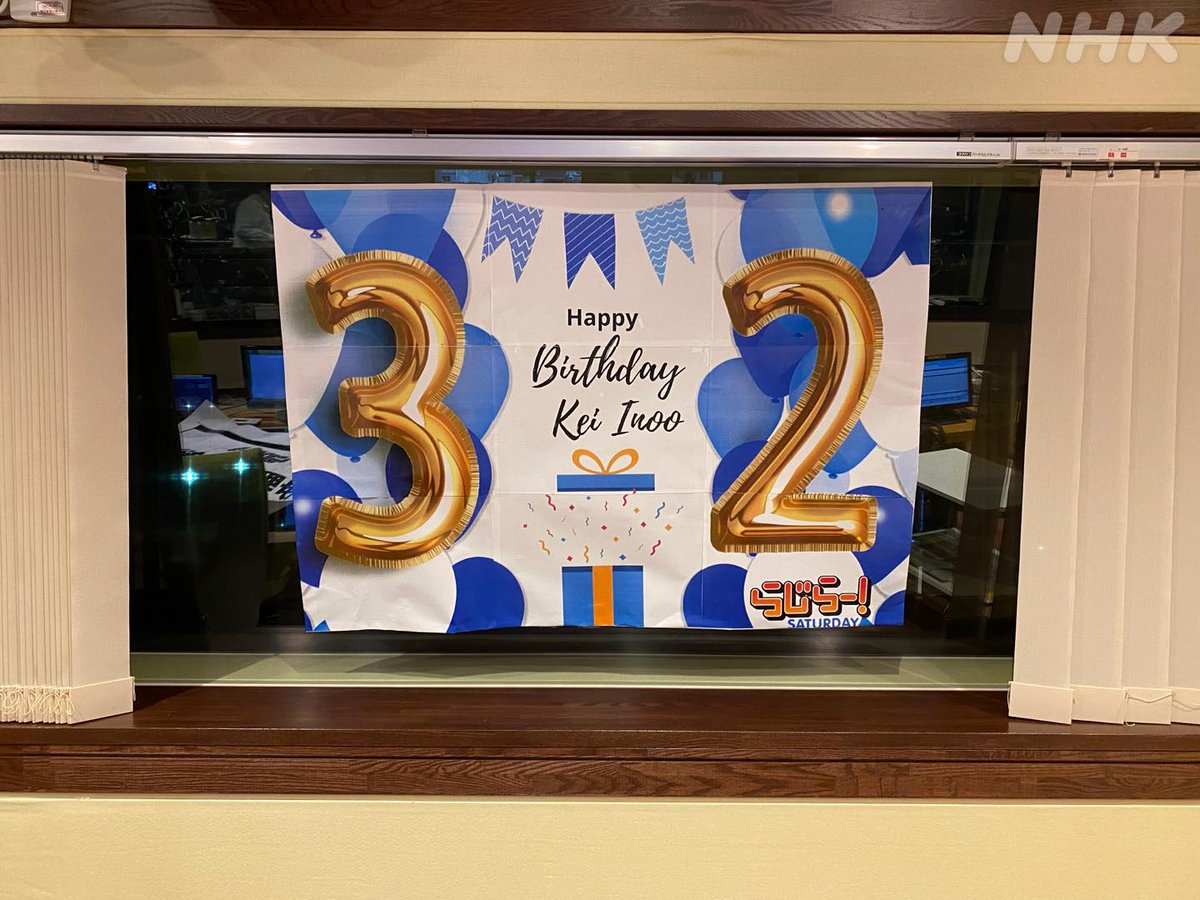 NHK
3
2
Happy
Birthday
Kei Inoo
らじらー!
SATURDAY